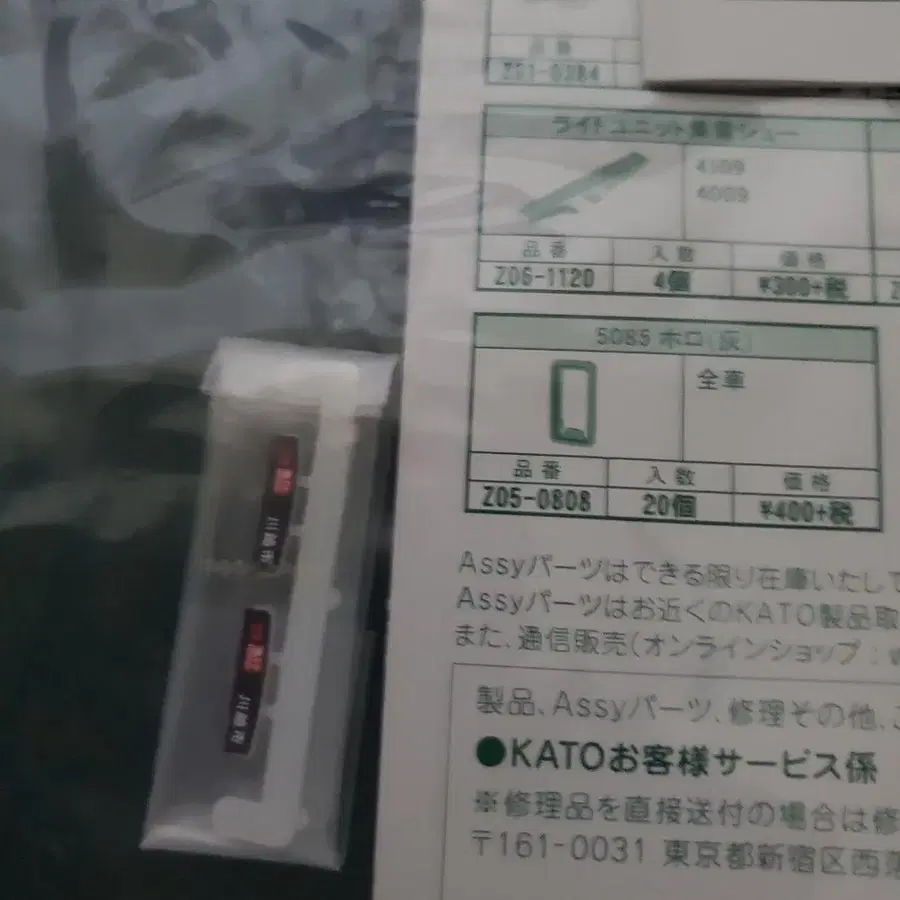 品番
Z01-0384
ライトユニット集電シュー
4109
4009
品番 入数 価格
Z06-1120 4個 ¥300+税
5085 ホロ(灰)
全車
品番 入数 価格
Z05-0808 20個 ¥400+税
Assyパーツはできる限り在庫いたして
Assyパーツはお近くのKATO製品取
また、通信販売(オンラインショップ:
製品、Assyパーツ、修理その他、
●KATOお客様サービス係
※修理品を直接送付の場合は修
〒161-0031 東京都新宿区西落
川崎市
川崎市